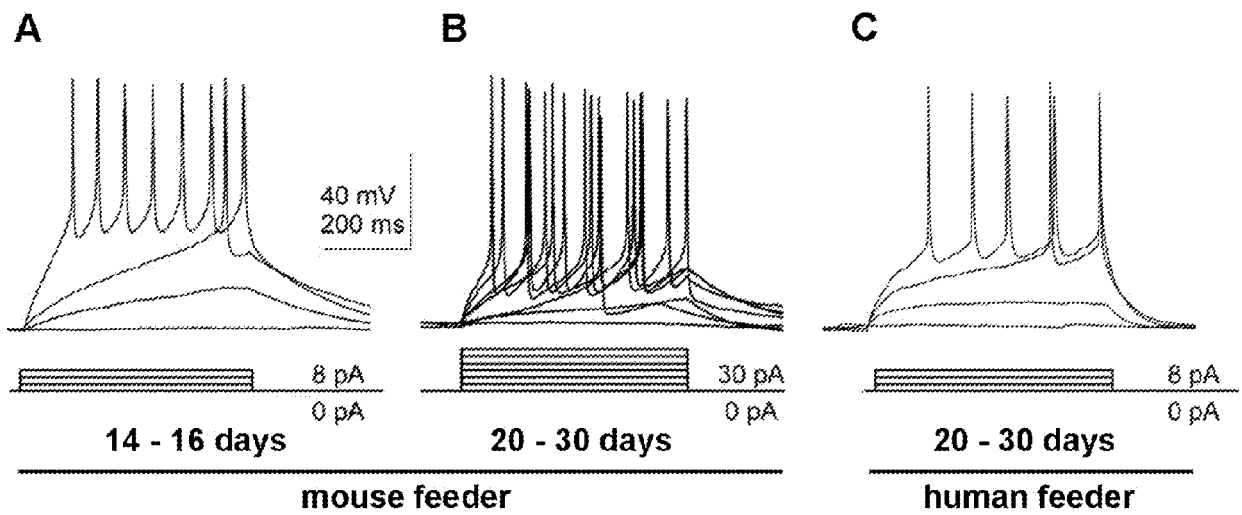 A
B
C
40 mV
200 ms
8 pA
0 pA
30 pA
0 pA
8 pA
0 pA
14 - 16 days
20 - 30 days
20 - 30 days
mouse feeder
human feeder